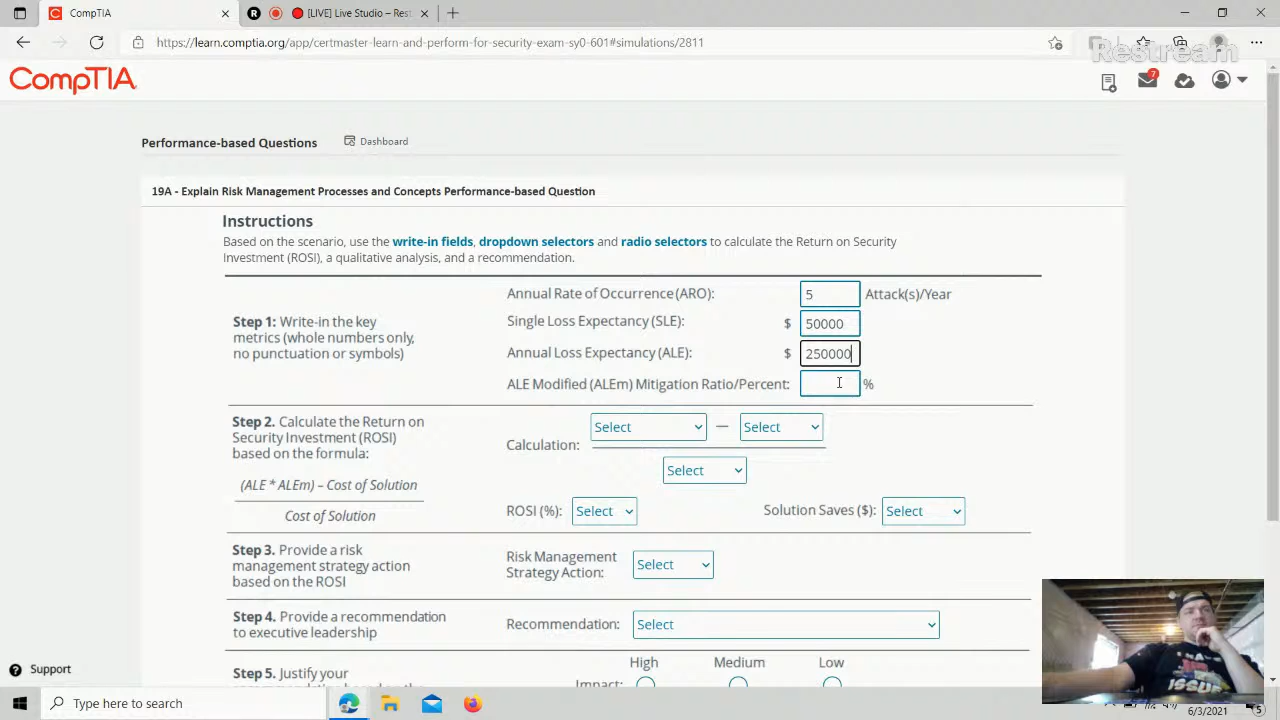 CompTIA
R
[LIVE] Live Studio – Rest
https://learn.comptia.org/app/certmaster-learn-and-perform-for-security-exam-sy0-601#simulations/2811
Restream
CompTIA.
7
Performance-based Questions
Dashboard
19A - Explain Risk Management Processes and Concepts Performance-based Question
Instructions
Based on the scenario, use the write-in fields, dropdown selectors and radio selectors to calculate the Return on Security
Investment (ROSI), a qualitative analysis, and a recommendation.
Step 1: Write-in the key
metrics (whole numbers only,
no punctuation or symbols)
Annual Rate of Occurrence (ARO): 5 Attack(s)/Year
Single Loss Expectancy (SLE): $ 50000
Annual Loss Expectancy (ALE): $ 250000
ALE Modified (ALEm) Mitigation Ratio/Percent: %
Step 2. Calculate the Return on
Security Investment (ROSI)
based on the formula:
(ALE * ALEm) – Cost of Solution
Cost of Solution
Calculation: Select — Select
Select
ROSI (%): Select Solution Saves ($): Select
Step 3. Provide a risk
management strategy action
based on the ROSI
Risk Management
Strategy Action: Select
Step 4. Provide a recommendation
to executive leadership
Recommendation: Select
Step 5. Justify your
High Medium Low
Impact:
Support
Type here to search
6/3/2021
5
ISSUE